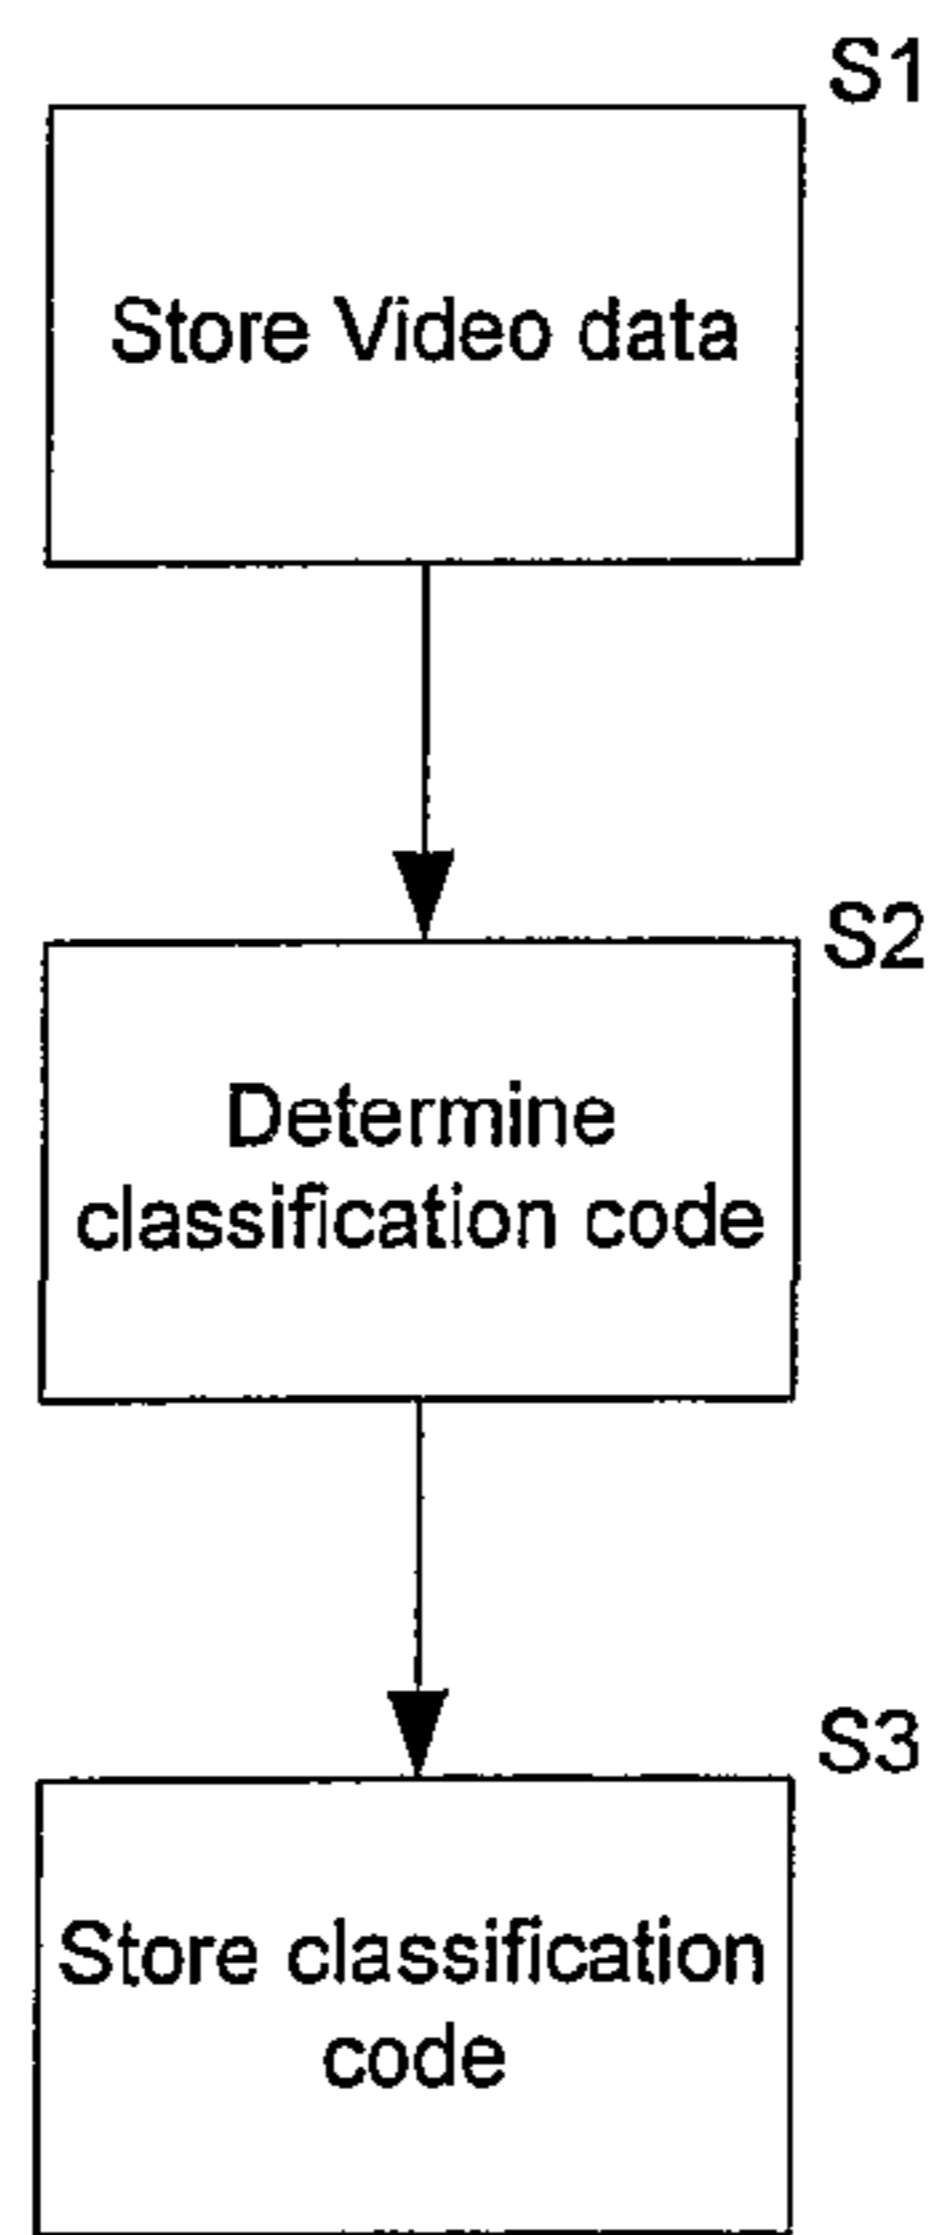 S1
Store Video data
S2
Determine
classification code
S3
Store classification
code